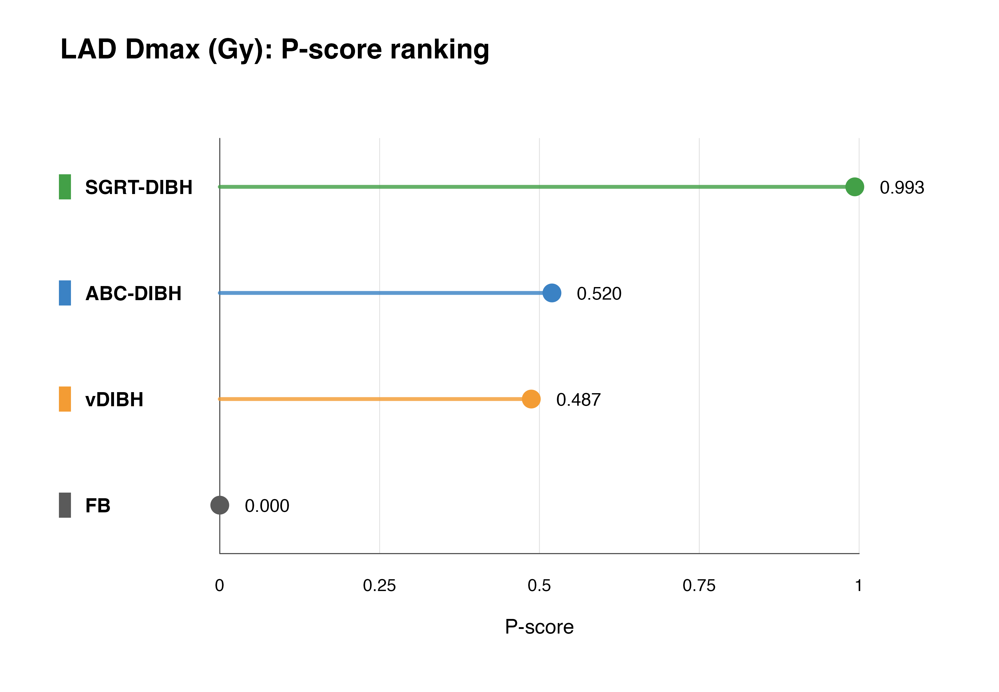 LAD Dmax (Gy): P-score ranking
SGRT-DIBH 0.993
ABC-DIBH 0.520
vDIBH 0.487
FB 0.000
0 0.25 0.5 0.75 1
P-score